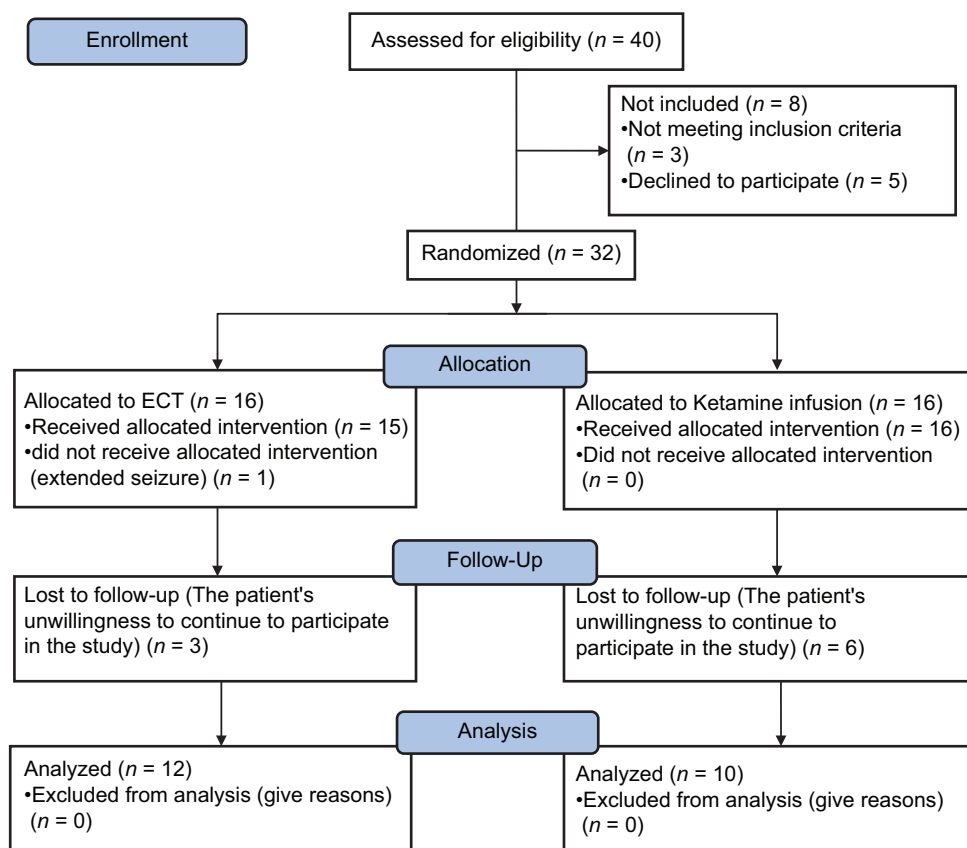 Enrollment
Assessed for eligibility (n = 40)
Not included (n = 8)
•Not meeting inclusion criteria
(n = 3)
•Declined to participate (n = 5)
Randomized (n = 32)
Allocation
Allocated to ECT (n = 16)
•Received allocated intervention (n = 15)
•did not receive allocated intervention
(extended seizure) (n = 1)
Allocated to Ketamine infusion (n = 16)
•Received allocated intervention (n = 16)
•Did not receive allocated intervention
(n = 0)
Follow-Up
Lost to follow-up (The patient's
unwillingness to continue to participate
in the study) (n = 3)
Lost to follow-up (The patient's
unwillingness to continue to
participate in the study) (n = 6)
Analysis
Analyzed (n = 12)
•Excluded from analysis (give reasons)
(n = 0)
Analyzed (n = 10)
•Excluded from analysis (give reasons)
(n = 0)